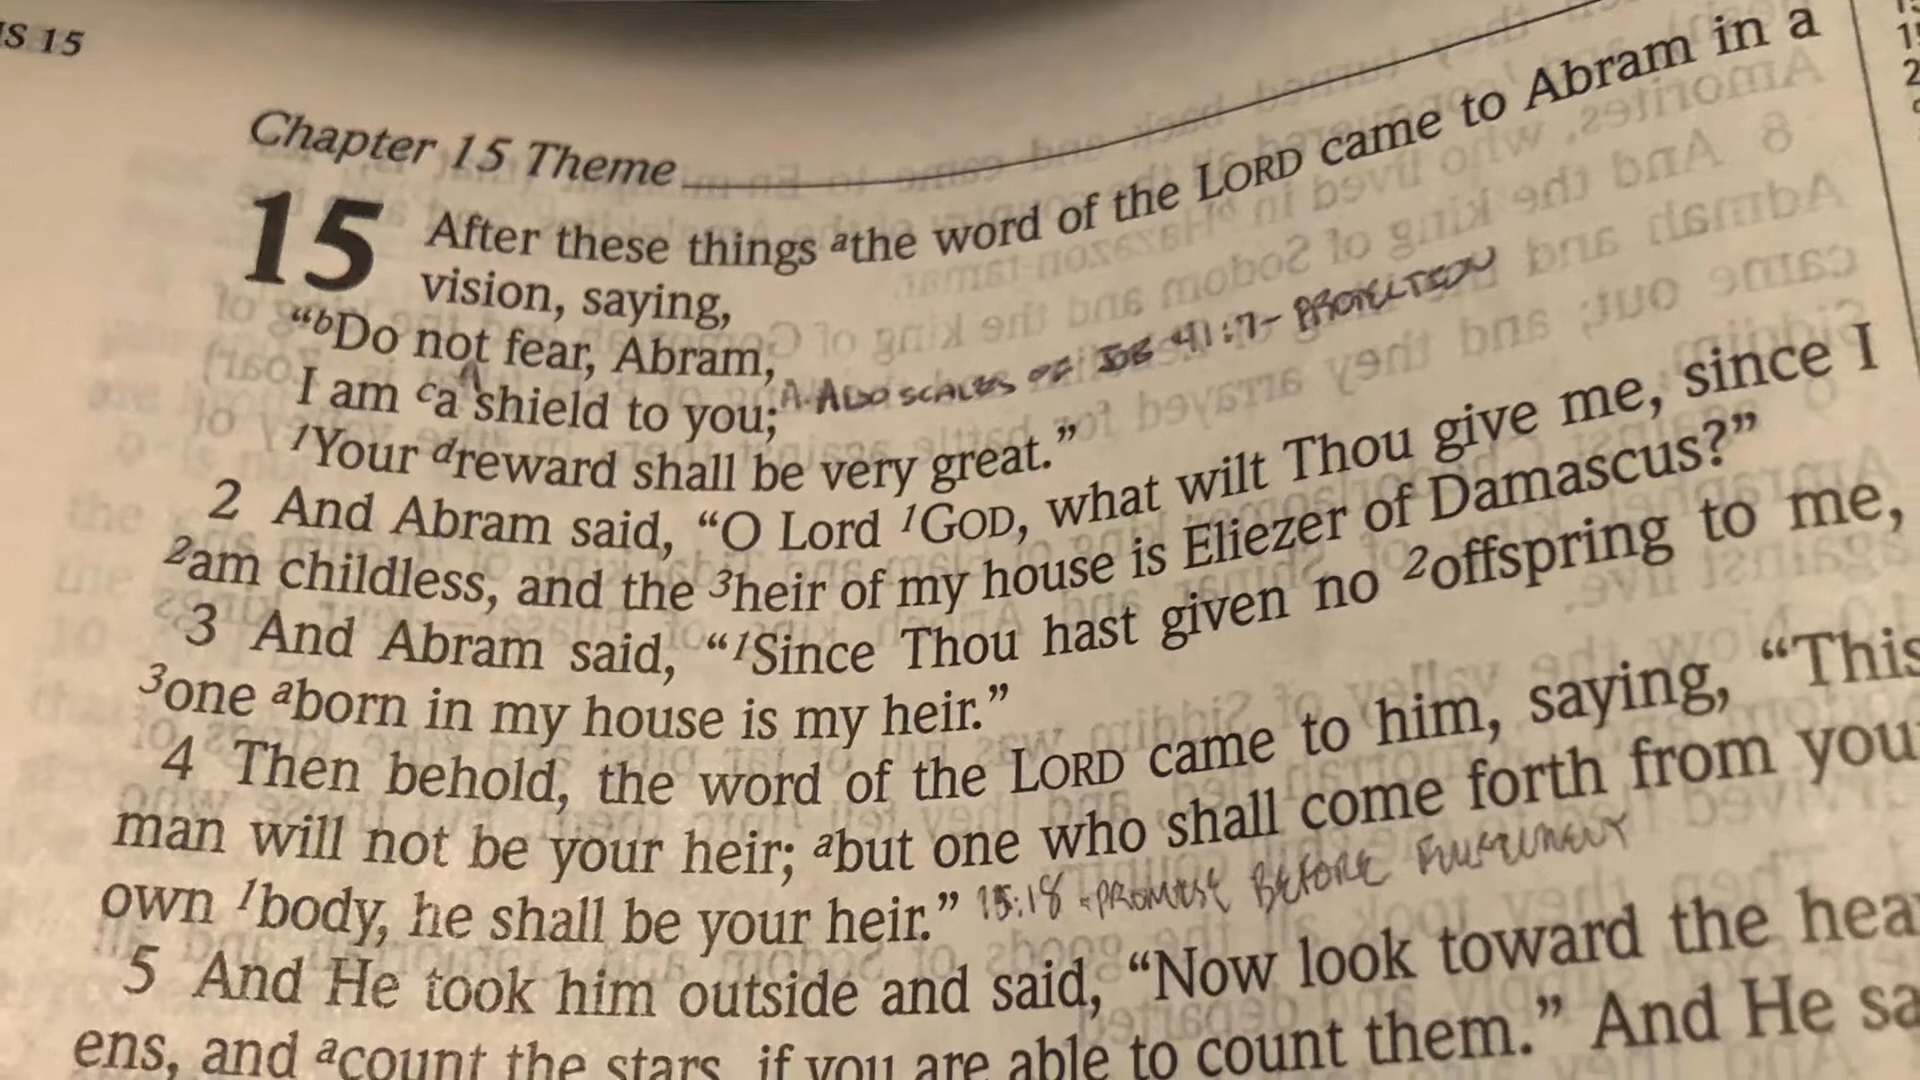 IS 15
Chapter 15 Theme
15 After these things ᵃthe word of the LORD came to Abram in a
vision, saying,
“ᵇDo not fear, Abram,
I am ᶜa ᴬshield to you; A. ALSO SCALES OF JOB 41:7 - PROTECTION
¹Your ᵈreward shall be very great.”
2 And Abram said, “O Lord ¹GOD, what wilt Thou give me, since I
²am childless, and the ³heir of my house is Eliezer of Damascus?”
3 And Abram said, “¹Since Thou hast given no ²offspring to me,
³one ᵃborn in my house is my heir.”
4 Then behold, the word of the LORD came to him, saying, “This
man will not be your heir; ᵃbut one who shall come forth from your
own ¹body, he shall be your heir.” 15:18 - PROMISE BEFORE FULFILLMENT
5 And He took him outside and said, “Now look toward the hea
ens, and ᵃcount the stars, if you are able to count them.” And He sa